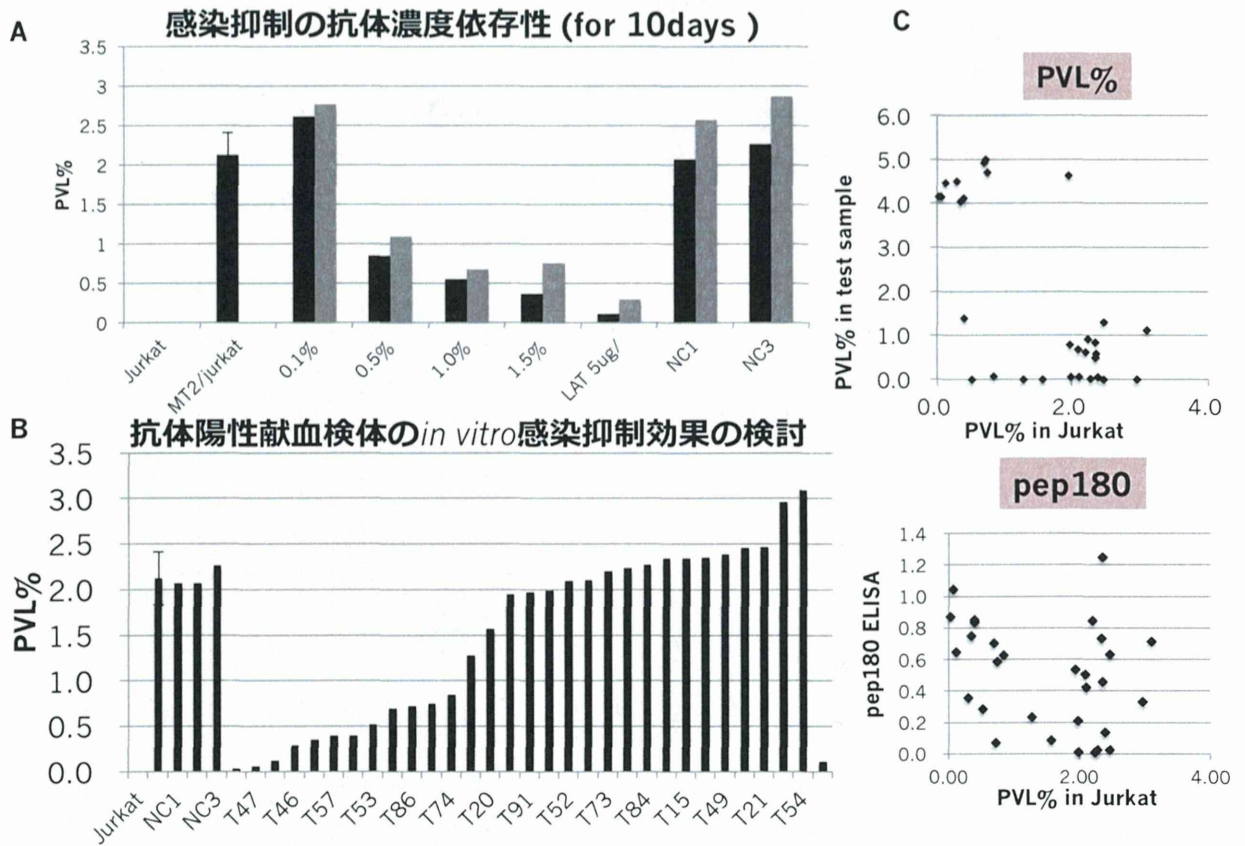 A
感染抑制の抗体濃度依存性 (for 10days )
3.5
3
2.5
2
1.5
1
0.5
0
PVL%
Jurkat
MT2/jurkat
0.1%
0.5%
1.0%
1.5%
LAT 5ug/
NC1
NC3
B
抗体陽性献血検体のin vitro感染抑制効果の検討
3.5
3.0
2.5
2.0
1.5
1.0
0.5
0.0
PVL%
Jurkat
NC1
NC3
T47
T46
T57
T53
T86
T74
T20
T91
T52
T73
T84
T15
T49
T21
T54
C
PVL%
6.0
5.0
4.0
3.0
2.0
1.0
0.0
PVL% in test sample
0.0
2.0
4.0
PVL% in Jurkat
pep180
1.4
1.2
1.0
0.8
0.6
0.4
0.2
0.0
pep180 ELISA
0.00
2.00
4.00
PVL% in Jurkat